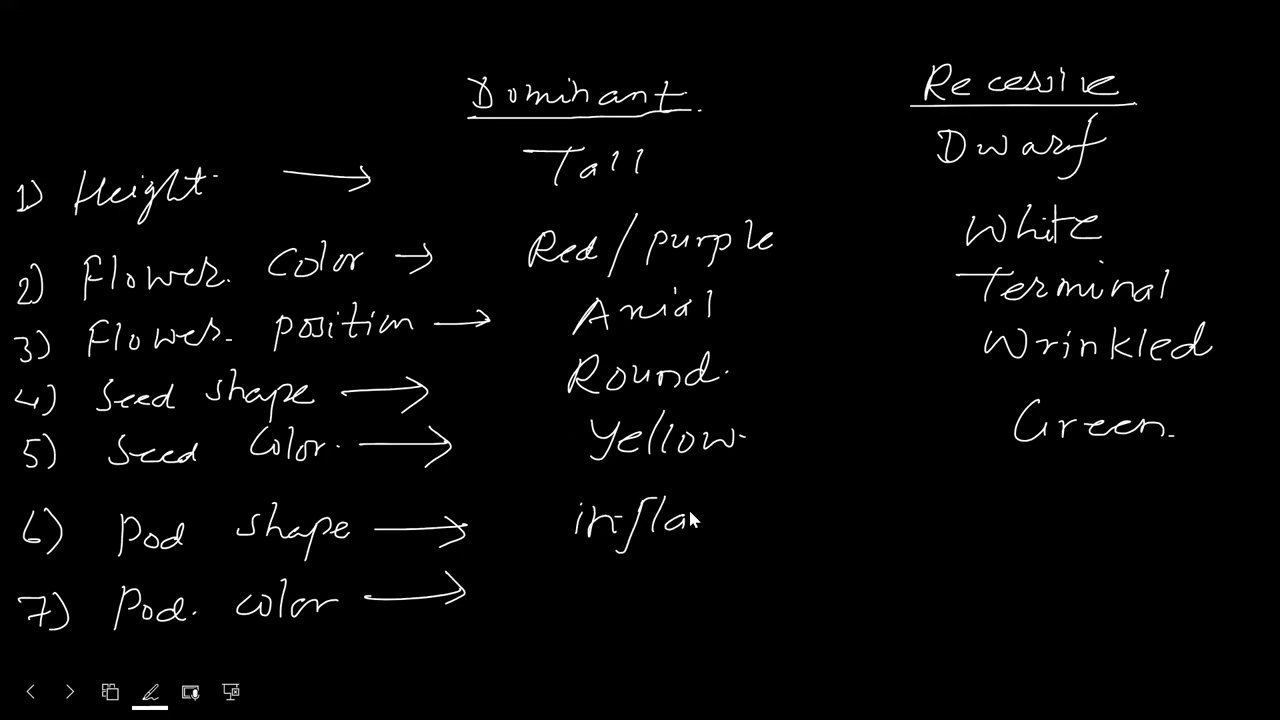 Dominant. Recessive
1) Height. → Tall Dwarf
2) Flower. color → Red/purple White
3) Flower. position → Axial Terminal
4) Seed shape → Round. Wrinkled
5) Seed color. → Yellow. Green.
6) Pod shape → infla
7) Pod. color →